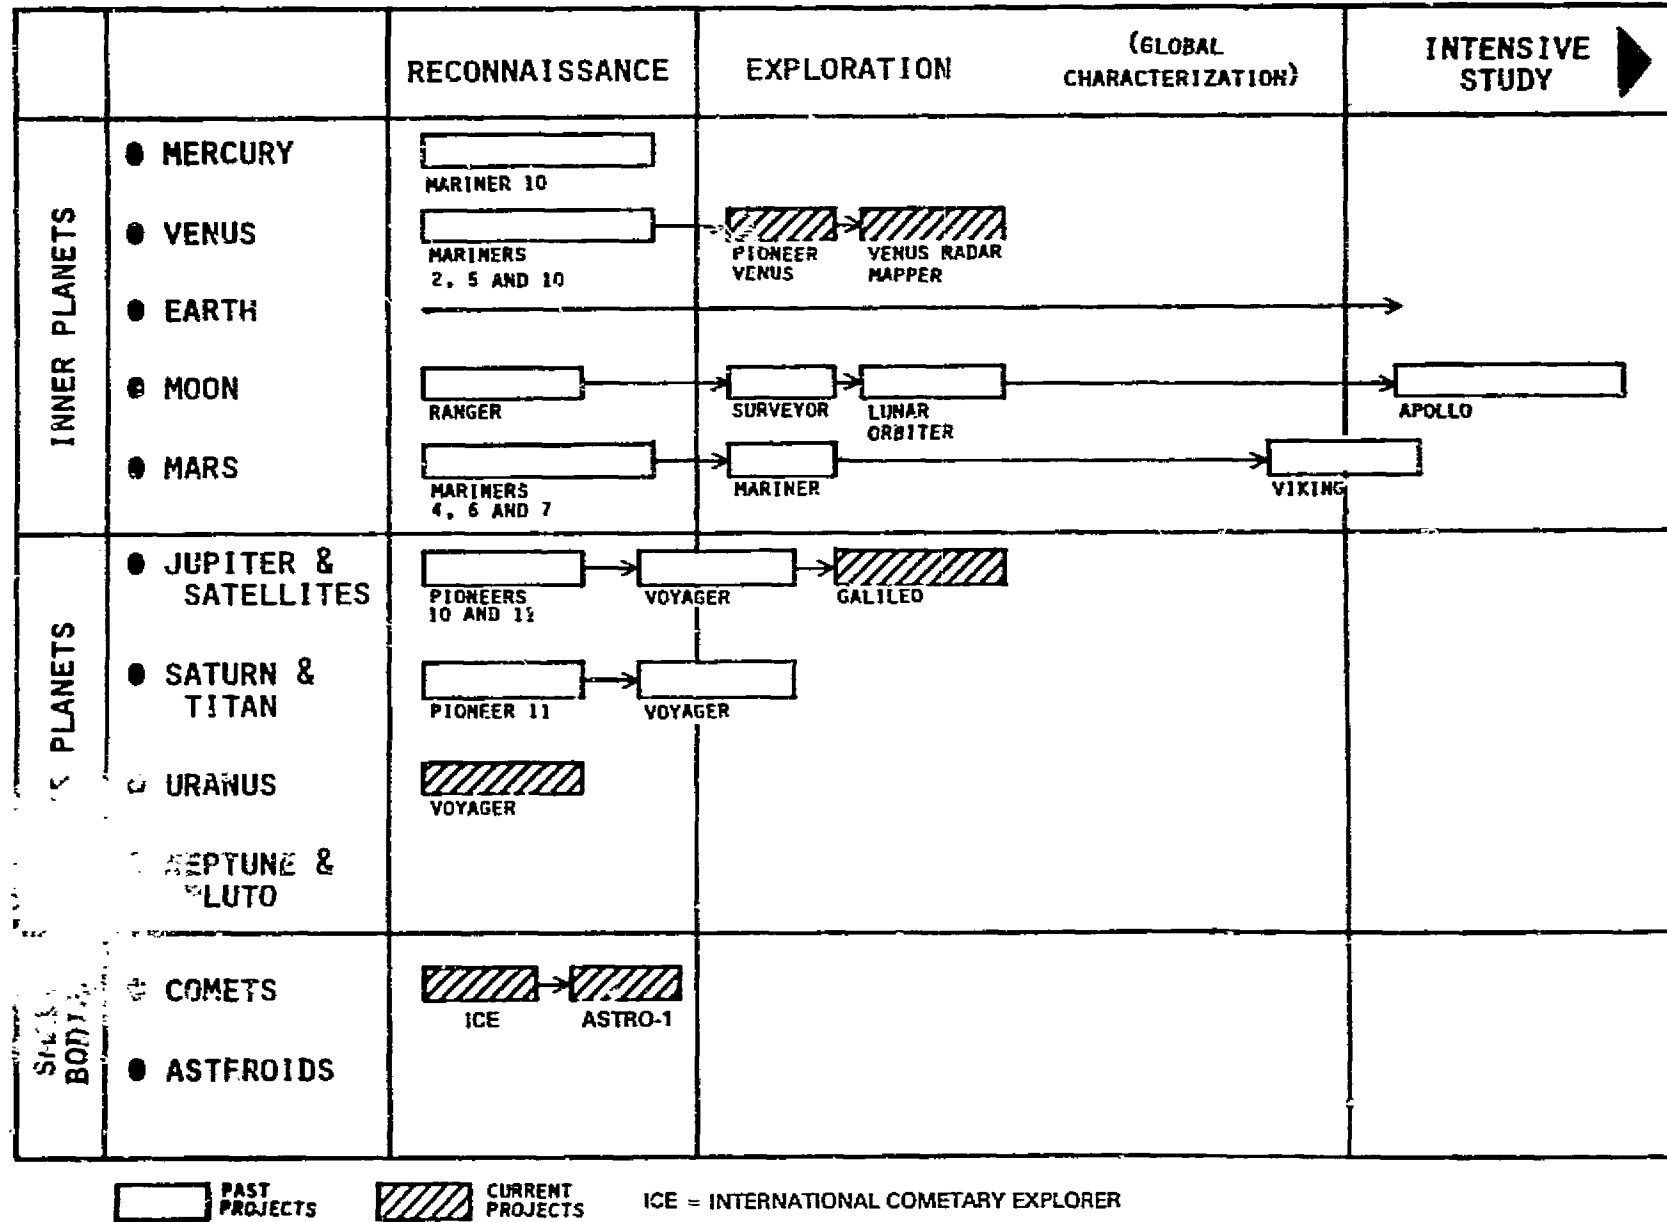 RECONNAISSANCE
EXPLORATION
(GLOBAL
CHARACTERIZATION)
INTENSIVE
STUDY
INNER PLANETS
● MERCURY
MARINER 10
● VENUS
MARINERS
2, 5 AND 10
PIONEER
VENUS
VENUS RADAR
MAPPER
● EARTH
● MOON
RANGER
SURVEYOR
LUNAR
ORBITER
APOLLO
● MARS
MARINERS
4, 6 AND 7
MARINER
VIKING
PLANETS
● JUPITER &
SATELLITES
PIONEERS
10 AND 11
VOYAGER
GALILEO
● SATURN &
TITAN
PIONEER 11
VOYAGER
URANUS
VOYAGER
NEPTUNE &
PLUTO
COMETS
ICE
ASTRO-1
● ASTEROIDS
PAST
PROJECTS
CURRENT
PROJECTS
ICE = INTERNATIONAL COMETARY EXPLORER